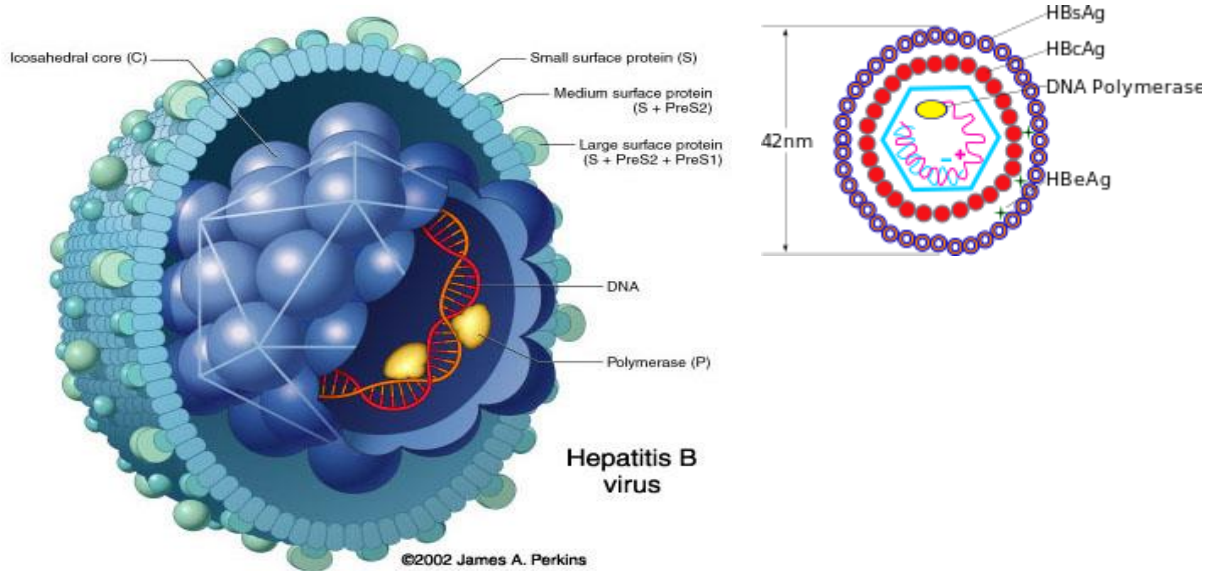 Icosahedral core (C)
Small surface protein (S)
Medium surface protein
(S + PreS2)
Large surface protein
(S + PreS2 + PreS1)
DNA
Polymerase (P)
Hepatitis B
virus
©2002 James A. Perkins
HBsAg
HBcAg
DNA Polymerase
42nm
- +
HBeAg